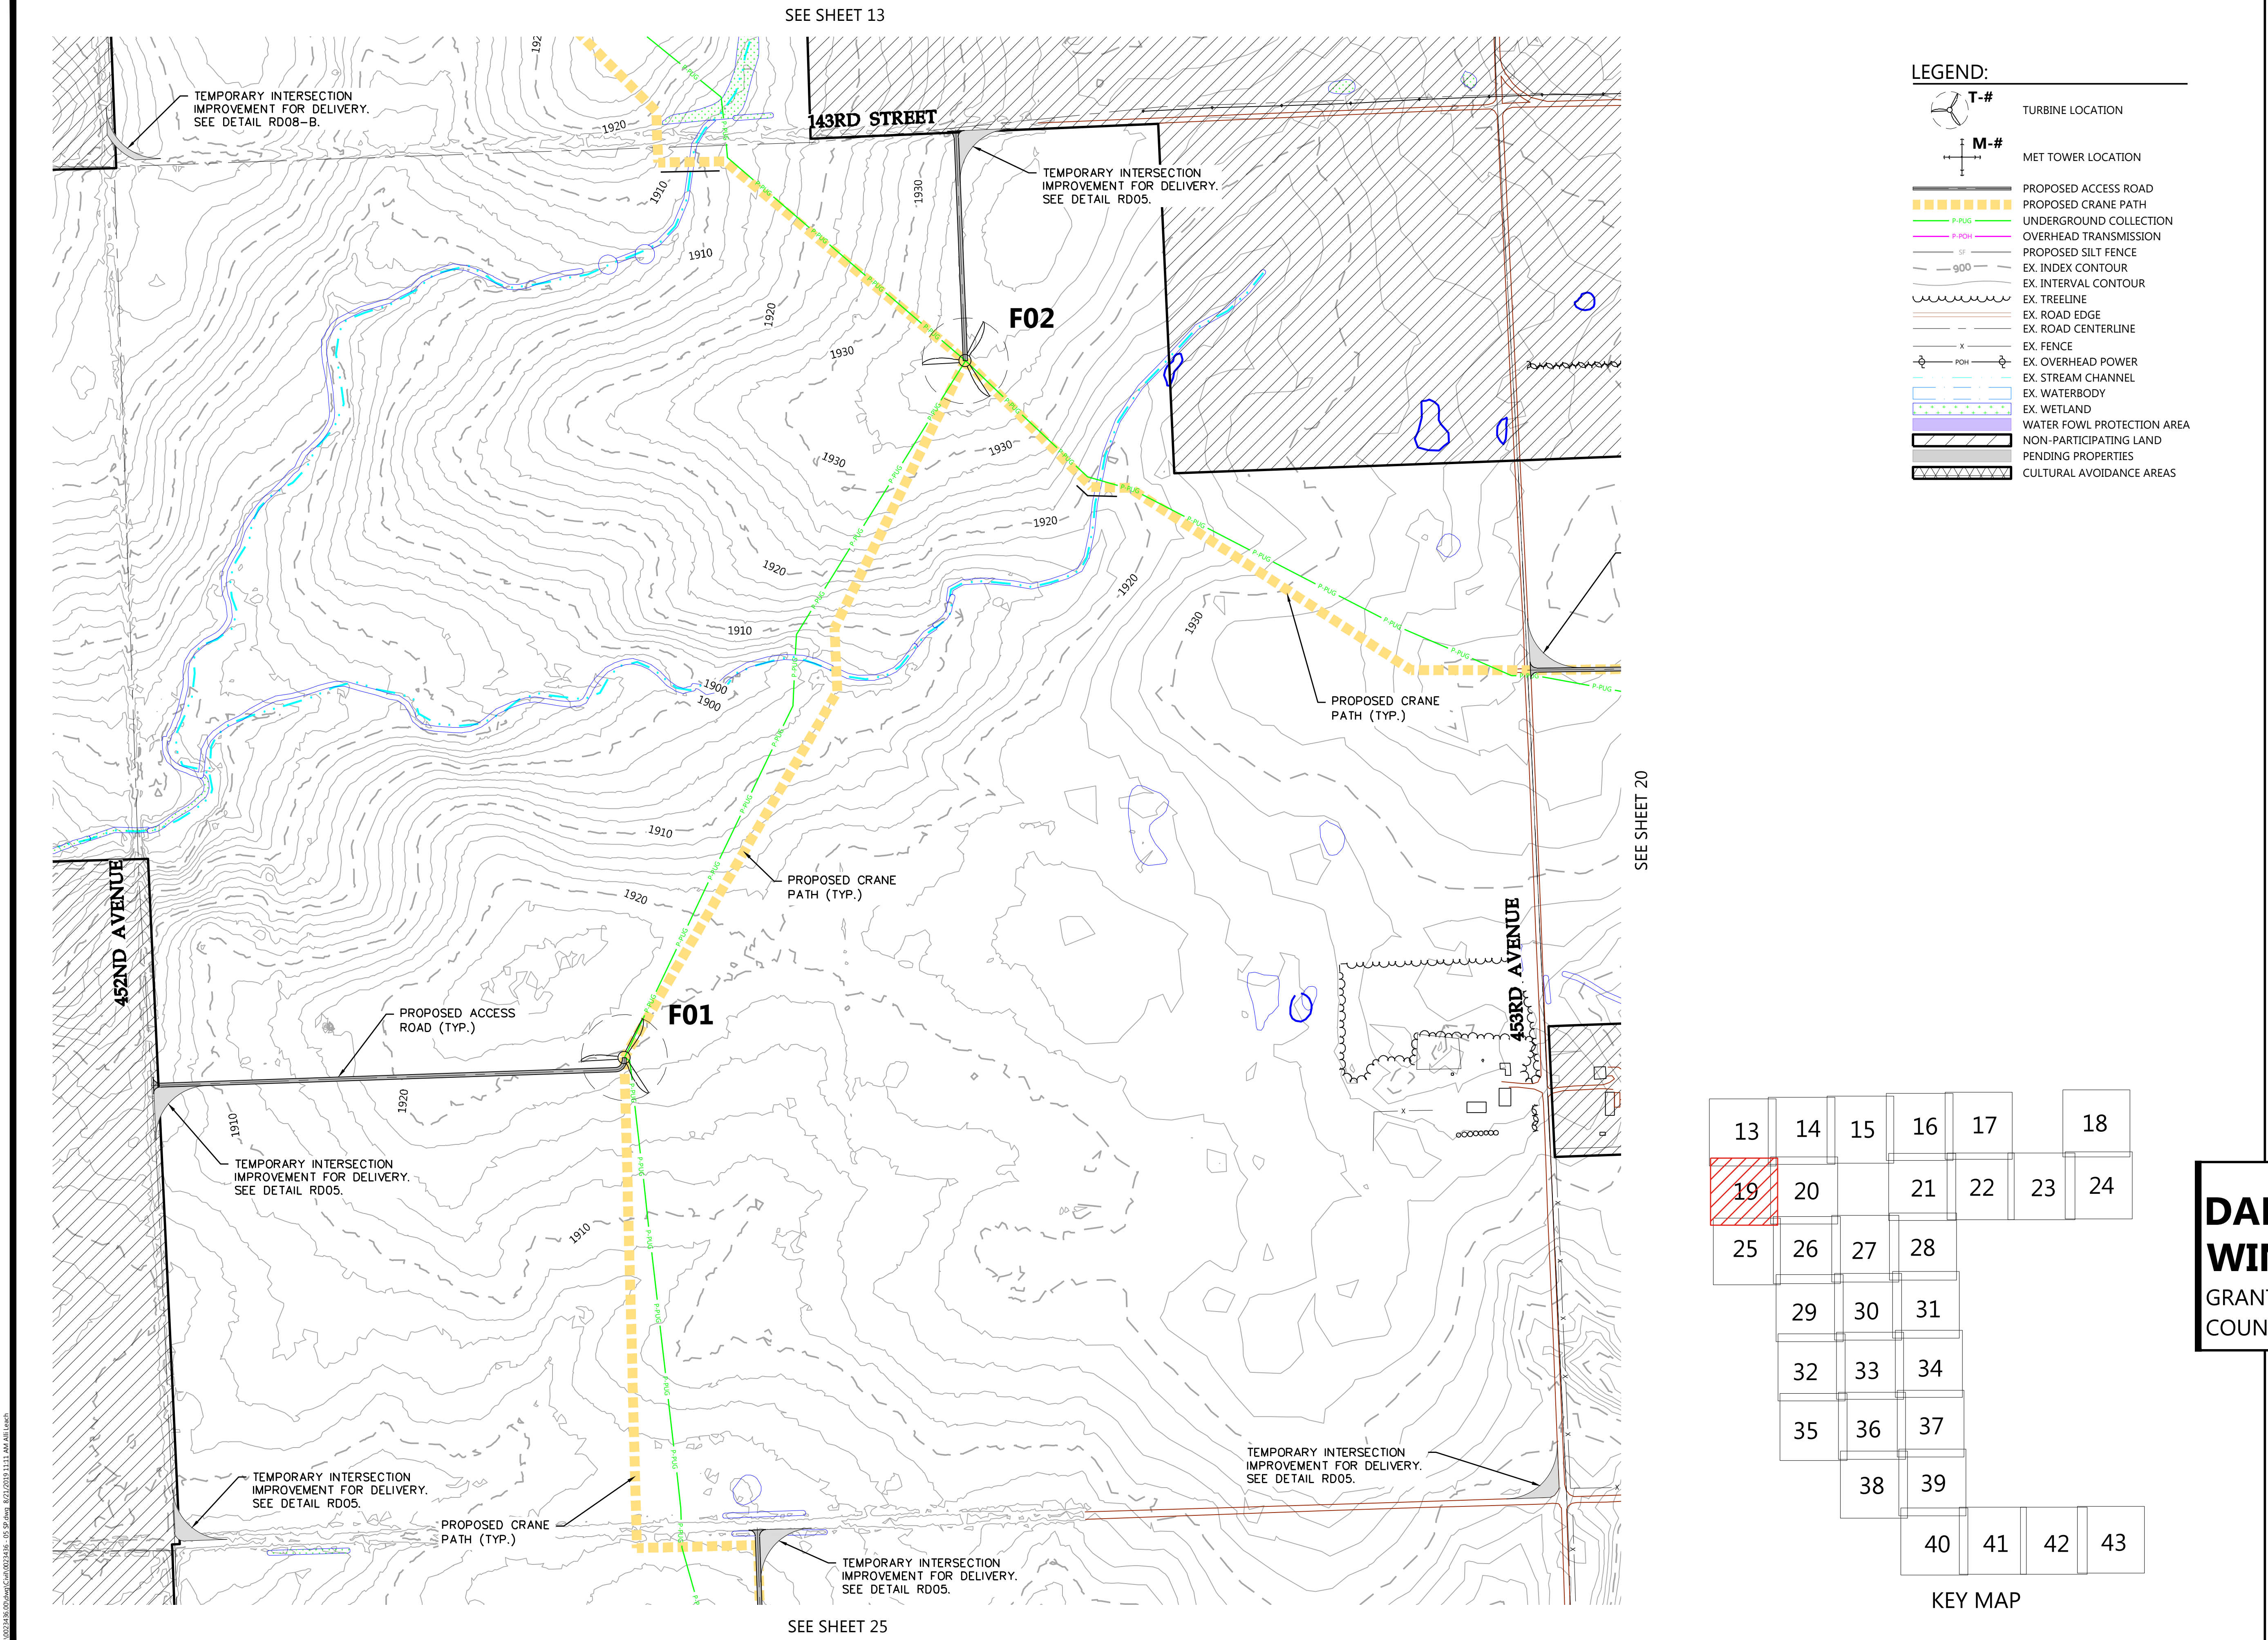 SEE SHEET 13
TEMPORARY INTERSECTION
IMPROVEMENT FOR DELIVERY.
SEE DETAIL RD08-B.
143RD STREET
TEMPORARY INTERSECTION
IMPROVEMENT FOR DELIVERY.
SEE DETAIL RD05.
1920
1910
1930
1910
1920
1930
F02
1930
1930
1920
1920
1920
1910
1930
1900
1900
PROPOSED CRANE
PATH (TYP.)
1910
PROPOSED CRANE
PATH (TYP.)
1920
452ND AVENUE
453RD AVENUE
SEE SHEET 20
PROPOSED ACCESS
ROAD (TYP.)
F01
1920
1910
TEMPORARY INTERSECTION
IMPROVEMENT FOR DELIVERY.
SEE DETAIL RD05.
1910
TEMPORARY INTERSECTION
IMPROVEMENT FOR DELIVERY.
SEE DETAIL RD05.
TEMPORARY INTERSECTION
IMPROVEMENT FOR DELIVERY.
SEE DETAIL RD05.
PROPOSED CRANE
PATH (TYP.)
TEMPORARY INTERSECTION
IMPROVEMENT FOR DELIVERY.
SEE DETAIL RD05.
SEE SHEET 25
LEGEND:
T-# TURBINE LOCATION
M-# MET TOWER LOCATION
PROPOSED ACCESS ROAD
PROPOSED CRANE PATH
P-PUG UNDERGROUND COLLECTION
P-POH OVERHEAD TRANSMISSION
SF PROPOSED SILT FENCE
900 EX. INDEX CONTOUR
EX. INTERVAL CONTOUR
EX. TREELINE
EX. ROAD EDGE
EX. ROAD CENTERLINE
X EX. FENCE
POH EX. OVERHEAD POWER
EX. STREAM CHANNEL
EX. WATERBODY
EX. WETLAND
WATER FOWL PROTECTION AREA
NON-PARTICIPATING LAND
PENDING PROPERTIES
CULTURAL AVOIDANCE AREAS
13 14 15 16 17 18
19 20 21 22 23 24
25 26 27 28
29 30 31
32 33 34
35 36 37
38 39
40 41 42 43
KEY MAP
GRANT
COUN